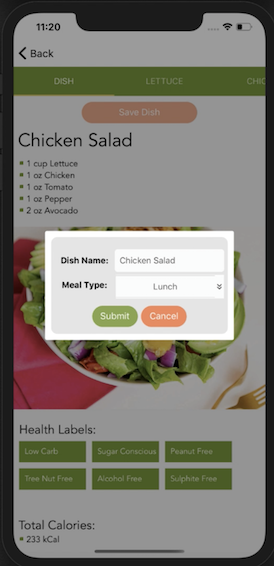 11:20
Back
DISH LETTUCE CHIC
Save Dish
Chicken Salad
1 cup Lettuce
1 oz Chicken
1 oz Tomato
1 oz Pepper
2 oz Avocado
Dish Name: Chicken Salad
Meal Type: Lunch
Submit Cancel
Health Labels:
Low Carb Sugar Conscious Peanut Free
Tree Nut Free Alcohol Free Sulphite Free
Total Calories:
233 kCal